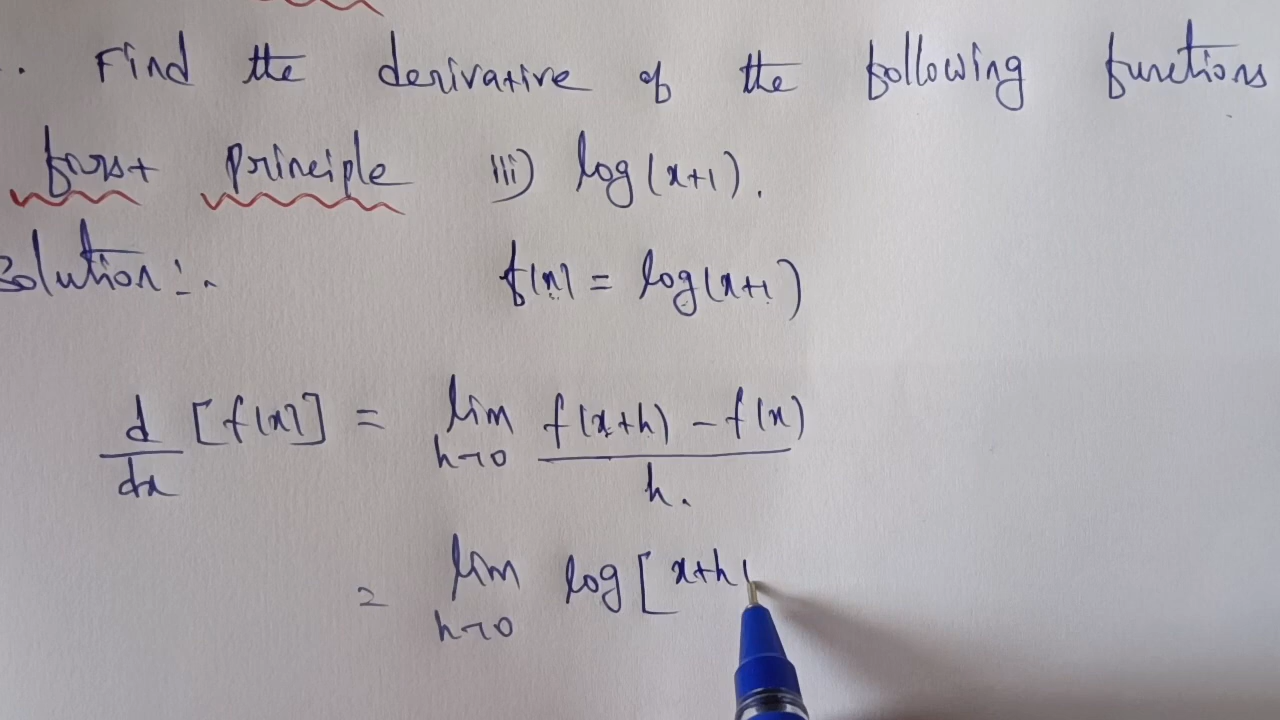 . Find the derivative of the following functions
first principle iii) log(x+1).
Solution:-
f(x) = log(x+1)
d/dx [f(x)] = lim h→0 f(x+h) - f(x) / h.
= lim h→0 log[x+h